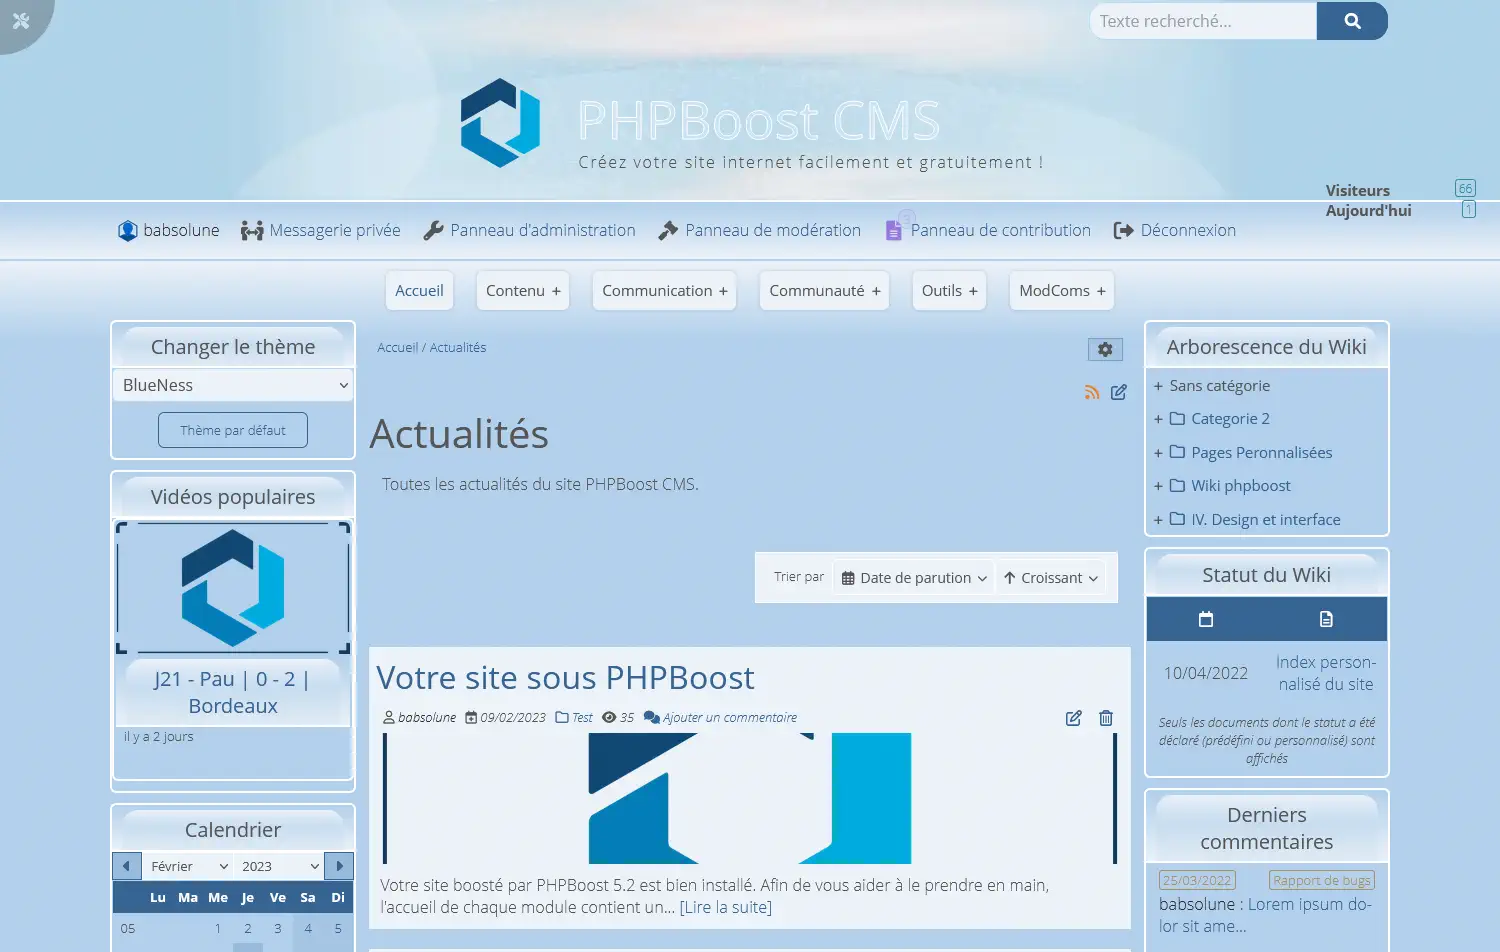 Texte recherché...
PHPBoost CMS
Créez votre site internet facilement et gratuitement !
Visiteurs 66
Aujourd'hui 1
babsolune Messagerie privée Panneau d'administration Panneau de modération 3 Panneau de contribution Déconnexion
Accueil Contenu + Communication + Communauté + Outils + ModComs +
Changer le thème
BlueNess
Thème par défaut
Vidéos populaires
J21 - Pau | 0 - 2 |
Bordeaux
il y a 2 jours
Calendrier
Février 2023
Lu Ma Me Je Ve Sa Di
05 1 2 3 4 5
Accueil / Actualités
Actualités
Toutes les actualités du site PHPBoost CMS.
Trier par Date de parution Croissant
Votre site sous PHPBoost
babsolune 09/02/2023 Test 35 Ajouter un commentaire
Votre site boosté par PHPBoost 5.2 est bien installé. Afin de vous aider à le prendre en main,
l'accueil de chaque module contient un... [Lire la suite]
Arborescence du Wiki
+ Sans catégorie
+ Categorie 2
+ Pages Peronnalisées
+ Wiki phpboost
+ IV. Design et interface
Statut du Wiki
10/04/2022
Index person-
nalisé du site
Seuls les documents dont le statut a été
déclaré (prédéfini ou personnalisé) sont
affichés
Derniers
commentaires
25/03/2022 Rapport de bugs
babsolune : Lorem ipsum do-
lor sit ame...